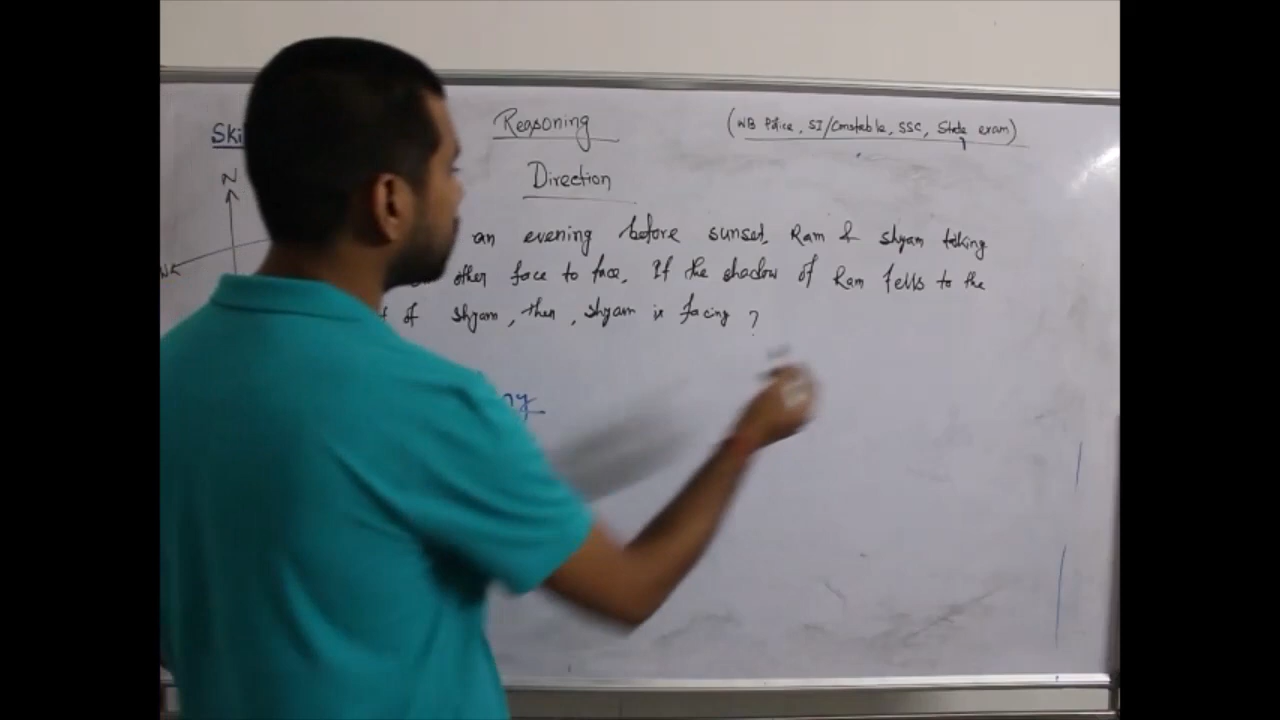 Ski
Reasoning
(WB Police, SI/Constable, SSC, State exam)
Direction
N
W
an evening before sunset, Ram & Shyam talking
other face to face. If the shadow of Ram fells to the
of Shyam, then, Shyam is facing ?